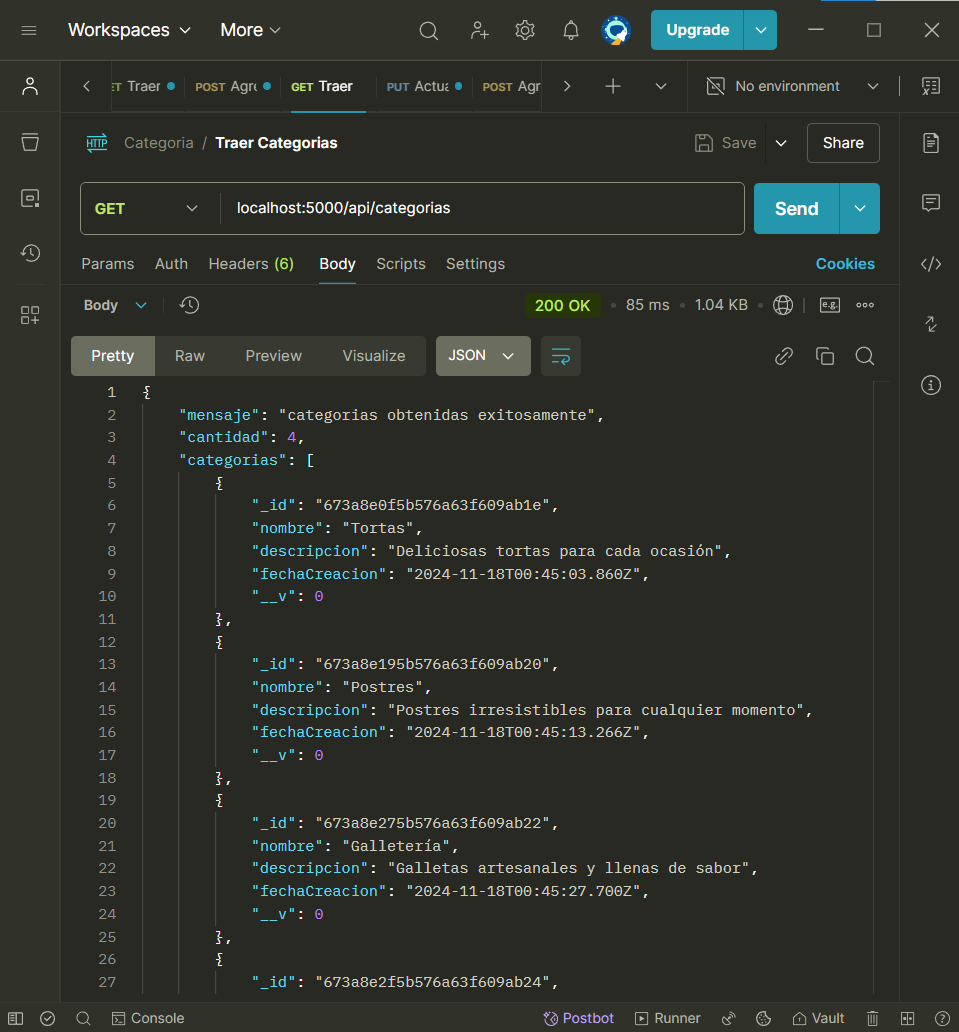 Workspaces More Upgrade
ET Traer POST Agre GET Traer PUT Actua POST Agr No environment
HTTP Categoria / Traer Categorias Save Share
GET localhost:5000/api/categorias Send
Params Auth Headers (6) Body Scripts Settings Cookies
Body 200 OK 85 ms 1.04 KB e.g.
Pretty Raw Preview Visualize JSON
1 {
2 "mensaje": "categorias obtenidas exitosamente",
3 "cantidad": 4,
4 "categorias": [
5 {
6 "_id": "673a8e0f5b576a63f609ab1e",
7 "nombre": "Tortas",
8 "descripcion": "Deliciosas tortas para cada ocasión",
9 "fechaCreacion": "2024-11-18T00:45:03.860Z",
10 "__v": 0
11 },
12 {
13 "_id": "673a8e195b576a63f609ab20",
14 "nombre": "Postres",
15 "descripcion": "Postres irresistibles para cualquier momento",
16 "fechaCreacion": "2024-11-18T00:45:13.266Z",
17 "__v": 0
18 },
19 {
20 "_id": "673a8e275b576a63f609ab22",
21 "nombre": "Galletería",
22 "descripcion": "Galletas artesanales y llenas de sabor",
23 "fechaCreacion": "2024-11-18T00:45:27.700Z",
24 "__v": 0
25 },
26 {
27 "_id": "673a8e2f5b576a63f609ab24",
Console Postbot Runner Vault